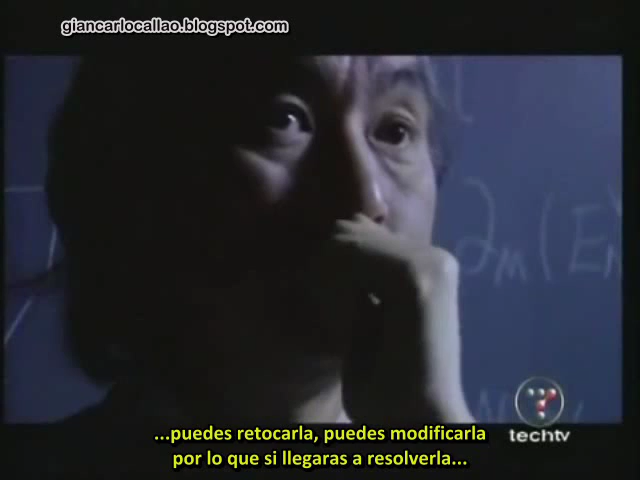 giancarlocallao.blogspot.com
∂M(E
techtv
...puedes retocarla, puedes modificarla
por lo que si llegaras a resolverla...